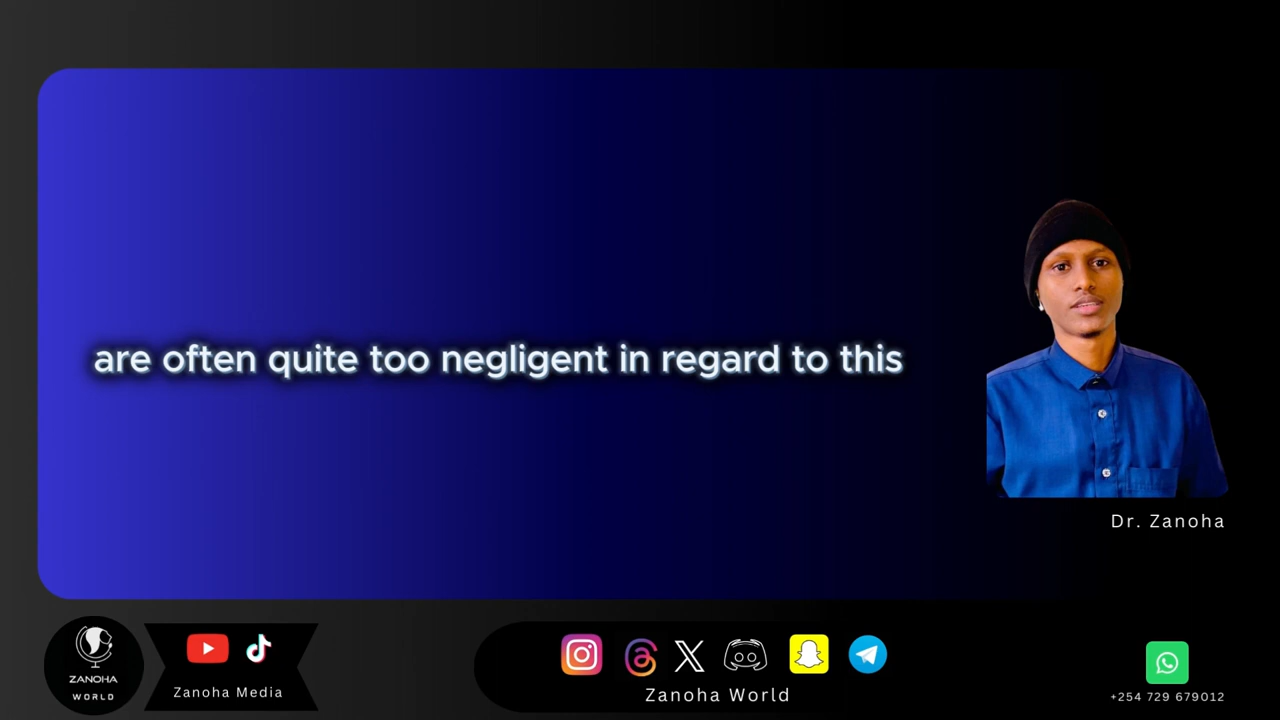 are often quite too negligent in regard to this
Dr. Zanoha
ZANOHA
WORLD
Zanoha Media
Zanoha World
+254 729 679012